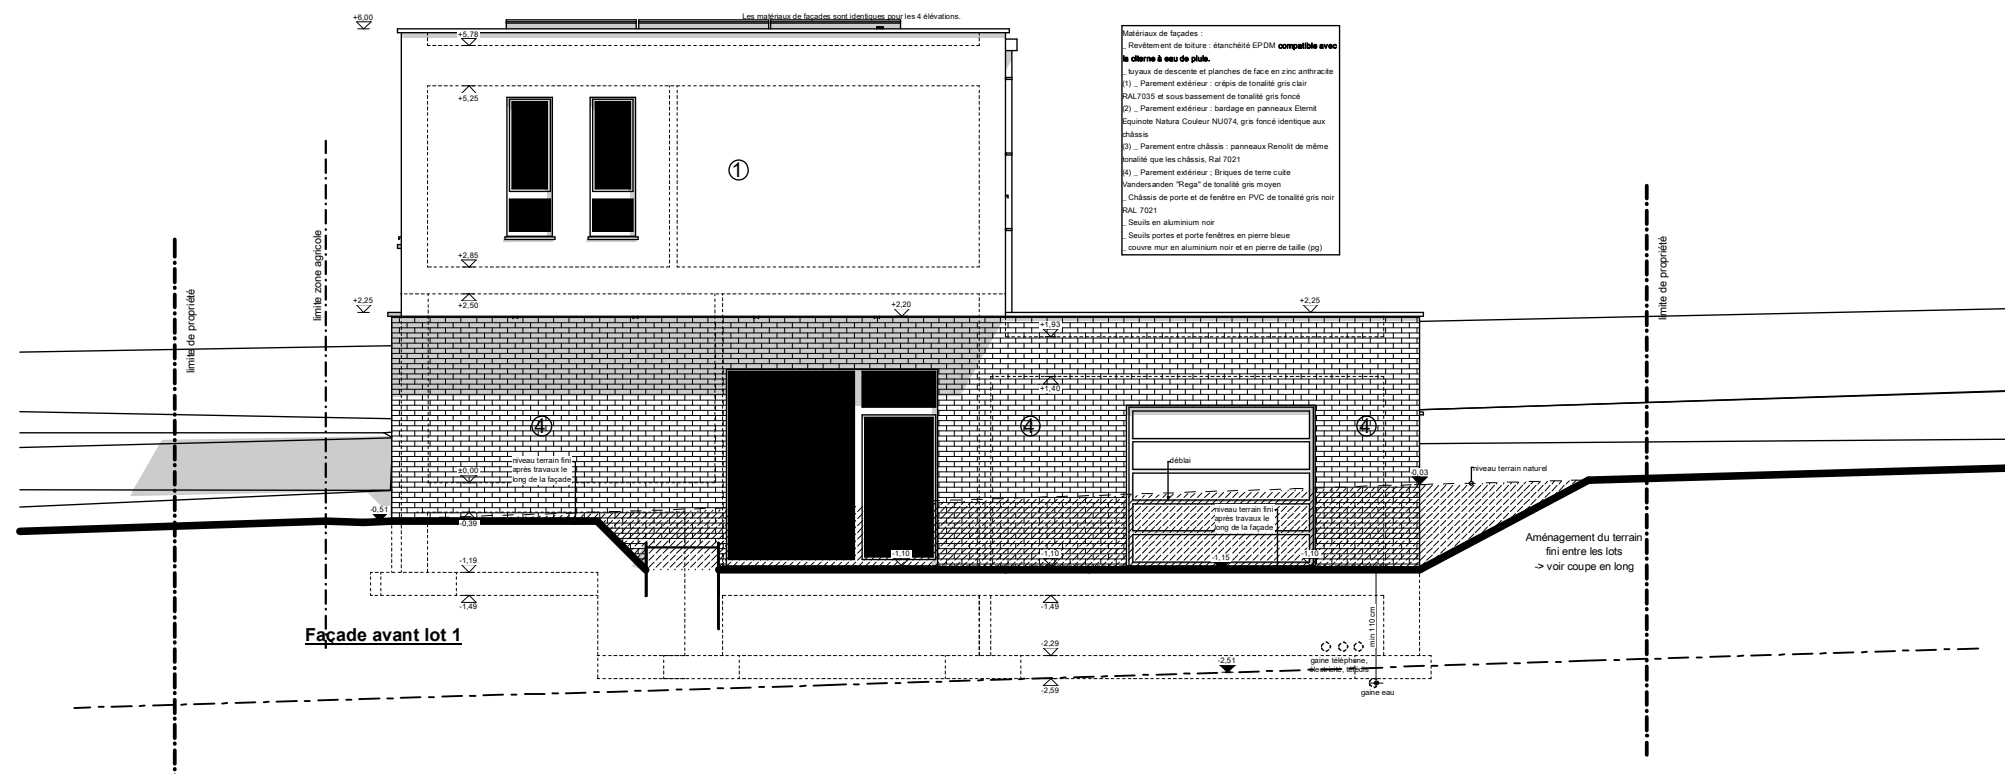 Les matériaux de façades sont identiques pour les 4 élévations.
+6,00
+5,78
+5,25
+2,85
+2,50
+2,25
+2,20
+2,25
+1,93
+1,40
1
Matériaux de façades :
_ Revêtement de toiture : étanchéité EPDM compatible avec
la citerne à eau de pluie.
_ tuyaux de descente et planches de face en zinc anthracite
(1) _ Parement extérieur : crépis de tonalité gris clair
RAL7035 et sous bassement de tonalité gris foncé
(2) _ Parement extérieur : bardage en panneaux Eternit
Equinote Natura Couleur NU074, gris foncé identique aux
châssis
(3) _ Parement entre châssis : panneaux Renolit de même
tonalité que les châssis, Ral 7021
(4) _ Parement extérieur ; Briques de terre cuite
Vandersanden "Rega" de tonalité gris moyen
_ Châssis de porte et de fenêtre en PVC de tonalité gris noir
RAL 7021
_ Seuils en aluminium noir
_ Seuils portes et porte fenêtres en pierre bleue
_ couvre mur en aluminium noir et en pierre de taille (pg)
limite de propriété
limite zone agricole
limite de propriété
4
4
4
niveau terrain fini
après travaux le
long de la façade
±0,00
-0,51
0,39
déblai
-0,03
niveau terrain naturel
niveau terrain fini
après travaux le
long de la façade
-1,10
-1,10
-1,15
-1,10
-1,19
-1,49
-1,49
Aménagement du terrain
fini entre les lots
-> voir coupe en long
min 110 cm
Façade avant lot 1
-2,29
-2,51
-2,59
gaine téléphone,
électricité, télédis
gaine eau